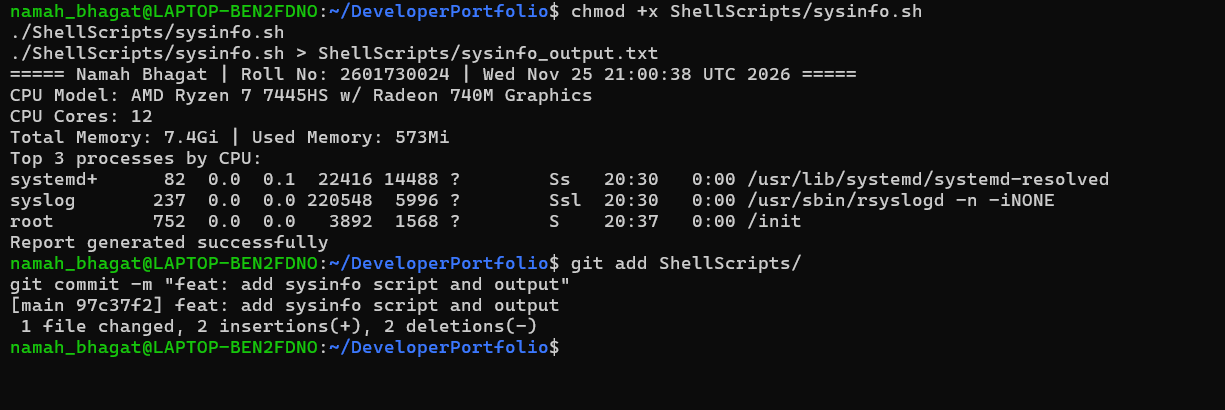 namah_bhagat@LAPTOP-BEN2FDNO:~/DeveloperPortfolio$ chmod +x ShellScripts/sysinfo.sh
./ShellScripts/sysinfo.sh
./ShellScripts/sysinfo.sh > ShellScripts/sysinfo_output.txt
===== Namah Bhagat | Roll No: 2601730024 | Wed Nov 25 21:00:38 UTC 2026 =====
CPU Model: AMD Ryzen 7 7445HS w/ Radeon 740M Graphics
CPU Cores: 12
Total Memory: 7.4Gi | Used Memory: 573Mi
Top 3 processes by CPU:
systemd+      82  0.0  0.1  22416 14488 ?        Ss   20:30   0:00 /usr/lib/systemd/systemd-resolved
syslog       237  0.0  0.0 220548  5996 ?        Ssl  20:30   0:00 /usr/sbin/rsyslogd -n -iNONE
root         752  0.0  0.0   3892  1568 ?        S    20:37   0:00 /init
Report generated successfully
namah_bhagat@LAPTOP-BEN2FDNO:~/DeveloperPortfolio$ git add ShellScripts/
git commit -m "feat: add sysinfo script and output"
[main 97c37f2] feat: add sysinfo script and output
 1 file changed, 2 insertions(+), 2 deletions(-)
namah_bhagat@LAPTOP-BEN2FDNO:~/DeveloperPortfolio$